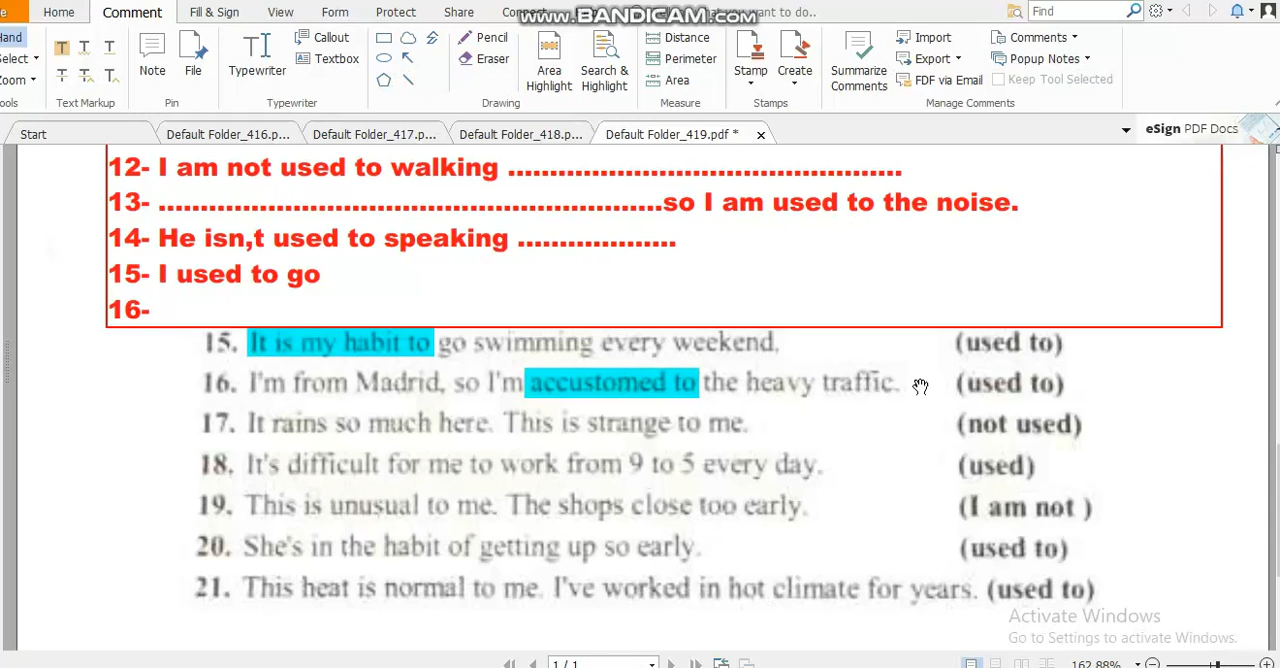 Home Comment Fill & Sign View Form Protect Share you want to do..
www.BANDICAM.com
Find
Callout Pencil Distance Import Comments
Textbox Eraser Perimeter Export Popup Notes
Note File Typewriter Area Highlight Search & Highlight Area Stamp Create Summarize Comments FDF via Email Keep Tool Selected
Text Markup Pin Typewriter Drawing Measure Stamps Manage Comments
Start Default Folder_416.p... Default Folder_417.p... Default Folder_418.p... Default Folder_419.pdf * eSign PDF Docs
12- I am not used to walking ...............................................
13- ............................................................so I am used to the noise.
14- He isn,t used to speaking ...................
15- I used to go
16-
15. It is my habit to go swimming every weekend. (used to)
16. I'm from Madrid, so I'm accustomed to the heavy traffic. (used to)
17. It rains so much here. This is strange to me. (not used)
18. It's difficult for me to work from 9 to 5 every day. (used)
19. This is unusual to me. The shops close too early. (I am not )
20. She's in the habit of getting up so early. (used to)
21. This heat is normal to me. I've worked in hot climate for years. (used to)
Activate Windows
Go to Settings to activate Windows.
1 / 1 162.88%